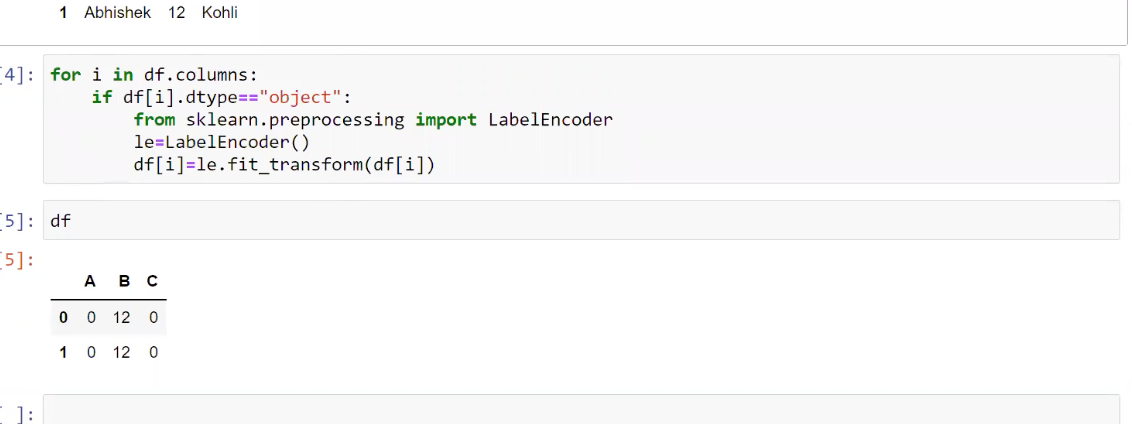 1 Abhishek 12 Kohli
[4]: for i in df.columns:
if df[i].dtype=="object":
from sklearn.preprocessing import LabelEncoder
le=LabelEncoder()
df[i]=le.fit_transform(df[i])
[5]: df
[5]:
A B C
0 0 12 0
1 0 12 0
[ ]: